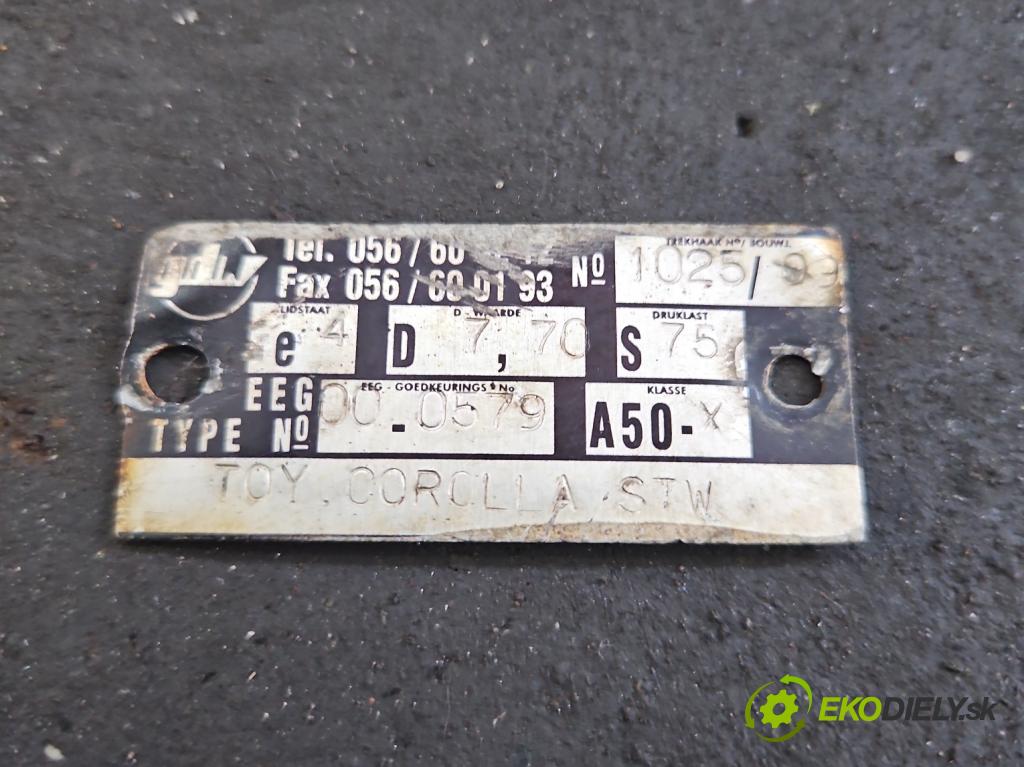 gdw
Tel. 056/60
Fax 056/60 01 93
Nº
TREKHAAK Nº/BOUWJ.
1025/99
LIDSTAAT
e 4
D-WAARDE
D 7,70
DRUKLAST
S 75
EEG
TYPE Nº
EEG - GOEDKEURINGS Nº
00-0579
KLASSE
A50-X
TOY.COROLLA STW
EKODIELY.sk